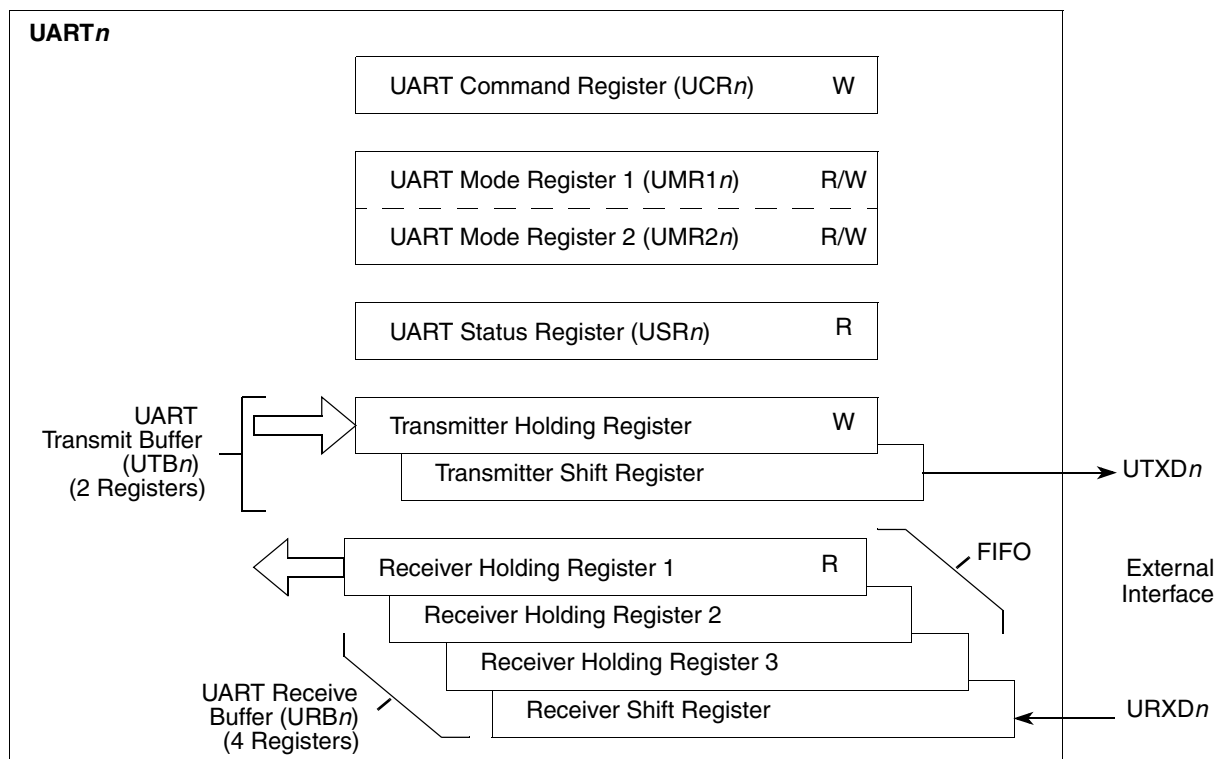 UARTn
UART Command Register (UCRn) W
UART Mode Register 1 (UMR1n) R/W
UART Mode Register 2 (UMR2n) R/W
UART Status Register (USRn) R
UART
Transmit Buffer
(UTBn)
(2 Registers)
Transmitter Holding Register W
Transmitter Shift Register
UTXDn
FIFO
External
Interface
Receiver Holding Register 1 R
Receiver Holding Register 2
Receiver Holding Register 3
Receiver Shift Register
UART Receive
Buffer (URBn)
(4 Registers)
URXDn